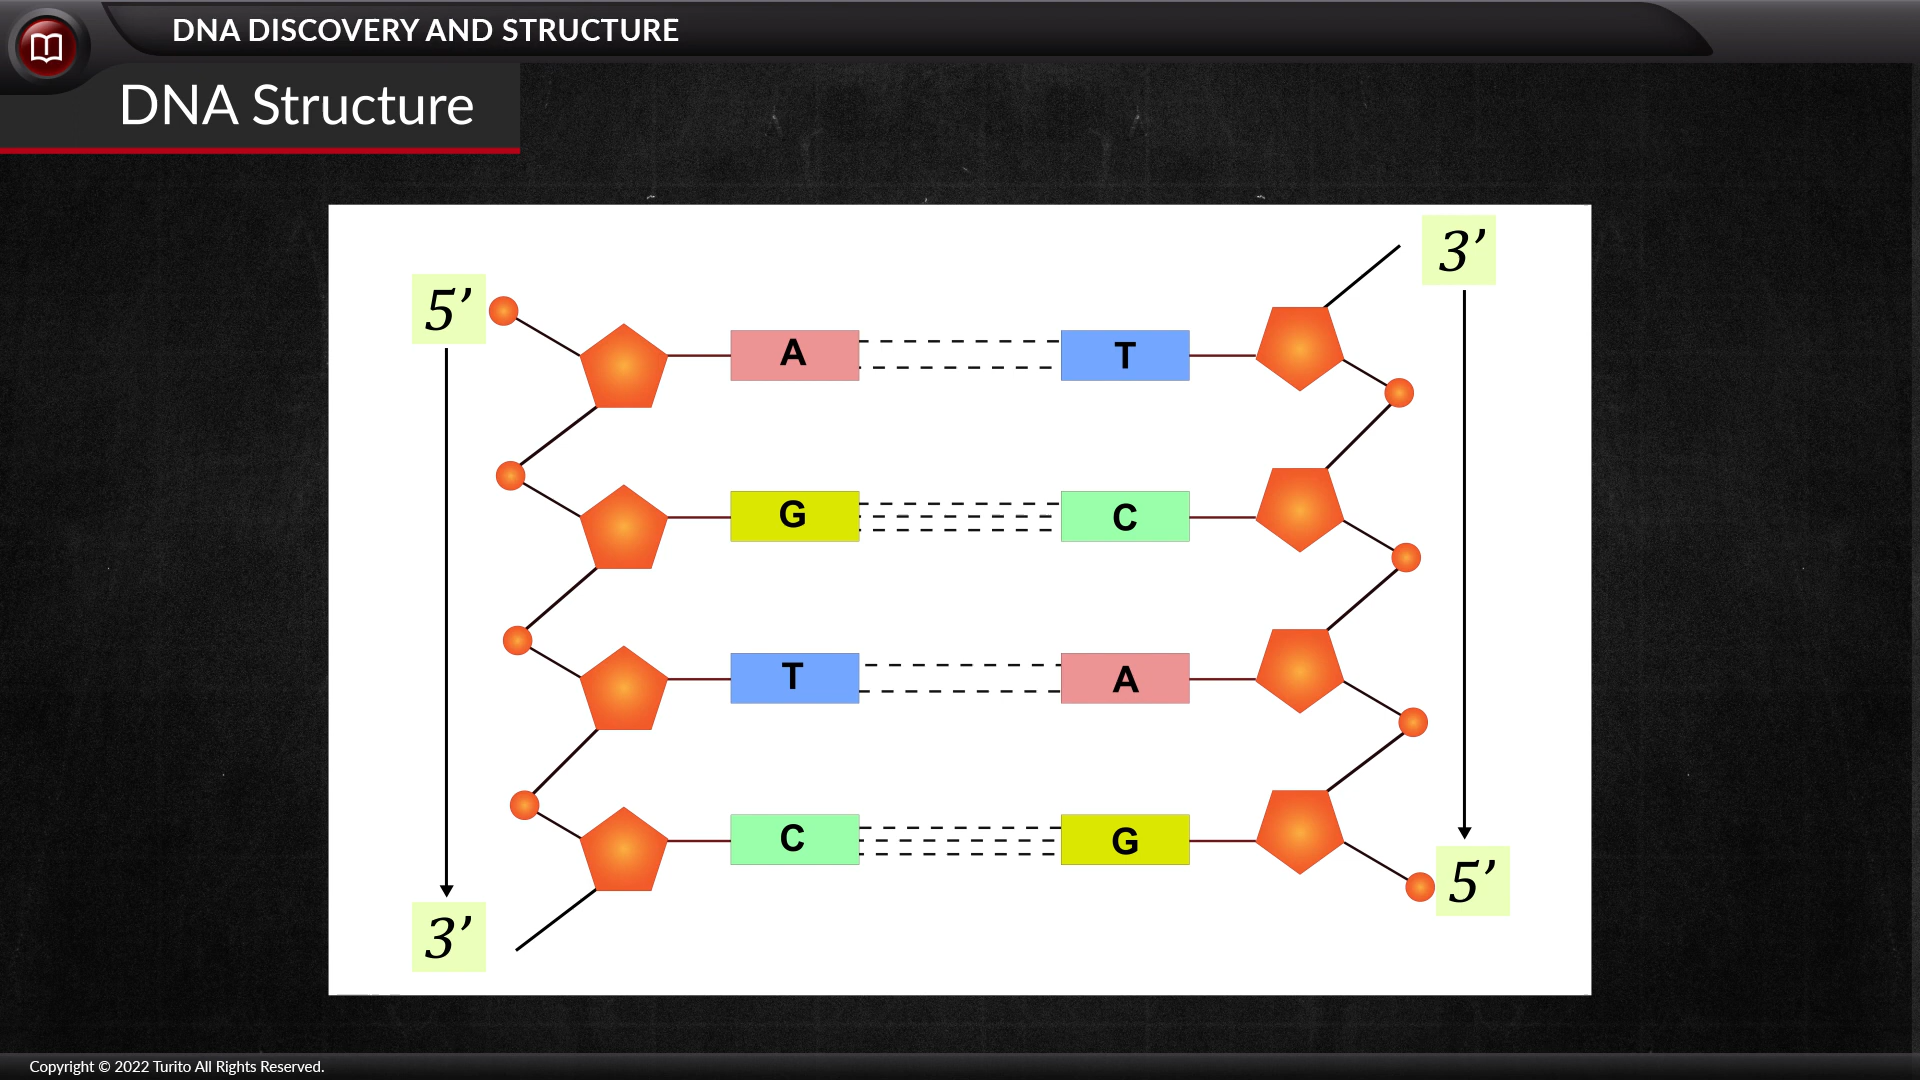 DNA DISCOVERY AND STRUCTURE
DNA Structure
3’
5’
A T
G C
T A
C G
5’
3’
Copyright © 2022 Turito All Rights Reserved.